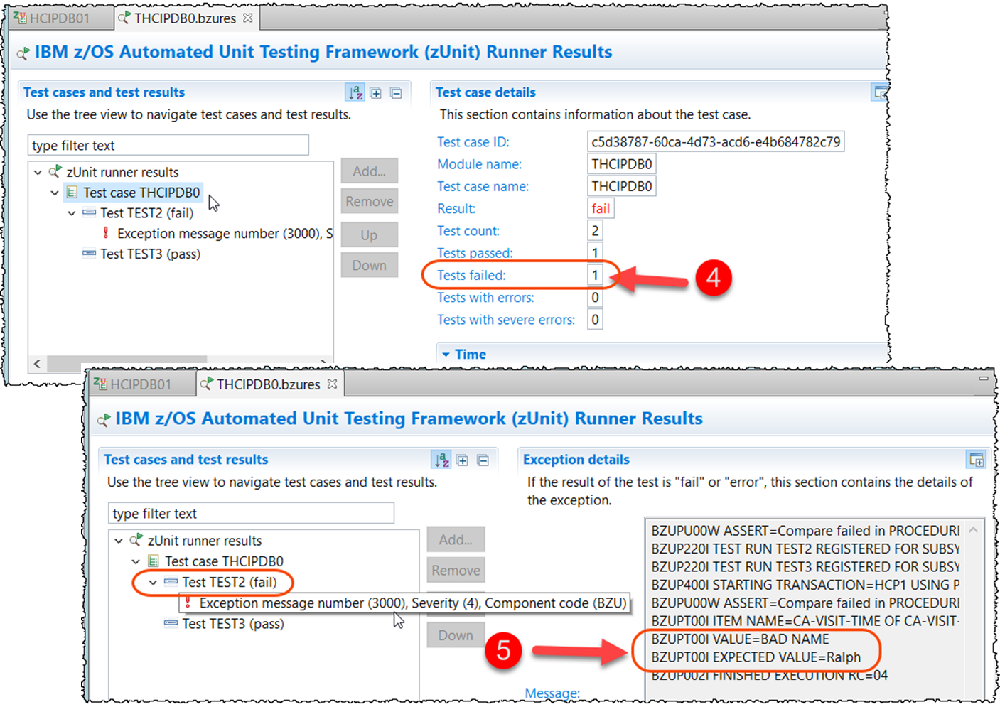 HCIPDB01
THCIPDB0.bzures
IBM z/OS Automated Unit Testing Framework (zUnit) Runner Results
Test cases and test results
Use the tree view to navigate test cases and test results.
type filter text
zUnit runner results
Test case THCIPDB0
Test TEST2 (fail)
Exception message number (3000), S
Test TEST3 (pass)
Add...
Remove
Up
Down
Test case details
This section contains information about the test case.
Test case ID: c5d38787-60ca-4d73-acd6-e4b684782c79
Module name: THCIPDB0
Test case name: THCIPDB0
Result: fail
Test count: 2
Tests passed: 1
Tests failed: 1
4
Tests with errors: 0
Tests with severe errors: 0
Time
HCIPDB01
THCIPDB0.bzures
IBM z/OS Automated Unit Testing Framework (zUnit) Runner Results
Test cases and test results
Use the tree view to navigate test cases and test results.
type filter text
zUnit runner results
Test case THCIPDB0
Test TEST2 (fail)
Exception message number (3000), Severity (4), Component code (BZU)
Test TEST3 (pass)
Add...
Remove
Down
Exception details
If the result of the test is "fail" or "error", this section contains the details of
the exception.
BZUPU00W ASSERT=Compare failed in PROCEDURE
BZUP220I TEST RUN TEST2 REGISTERED FOR SUBSY
BZUP220I TEST RUN TEST3 REGISTERED FOR SUBSY
BZUP400I STARTING TRANSACTION=HCP1 USING P
BZUPU00W ASSERT=Compare failed in PROCEDURE
BZUPT00I ITEM NAME=CA-VISIT-TIME OF CA-VISIT-
BZUPT00I VALUE=BAD NAME
BZUPT00I EXPECTED VALUE=Ralph
BZUP002I FINISHED EXECUTION RC=04
5
Message: